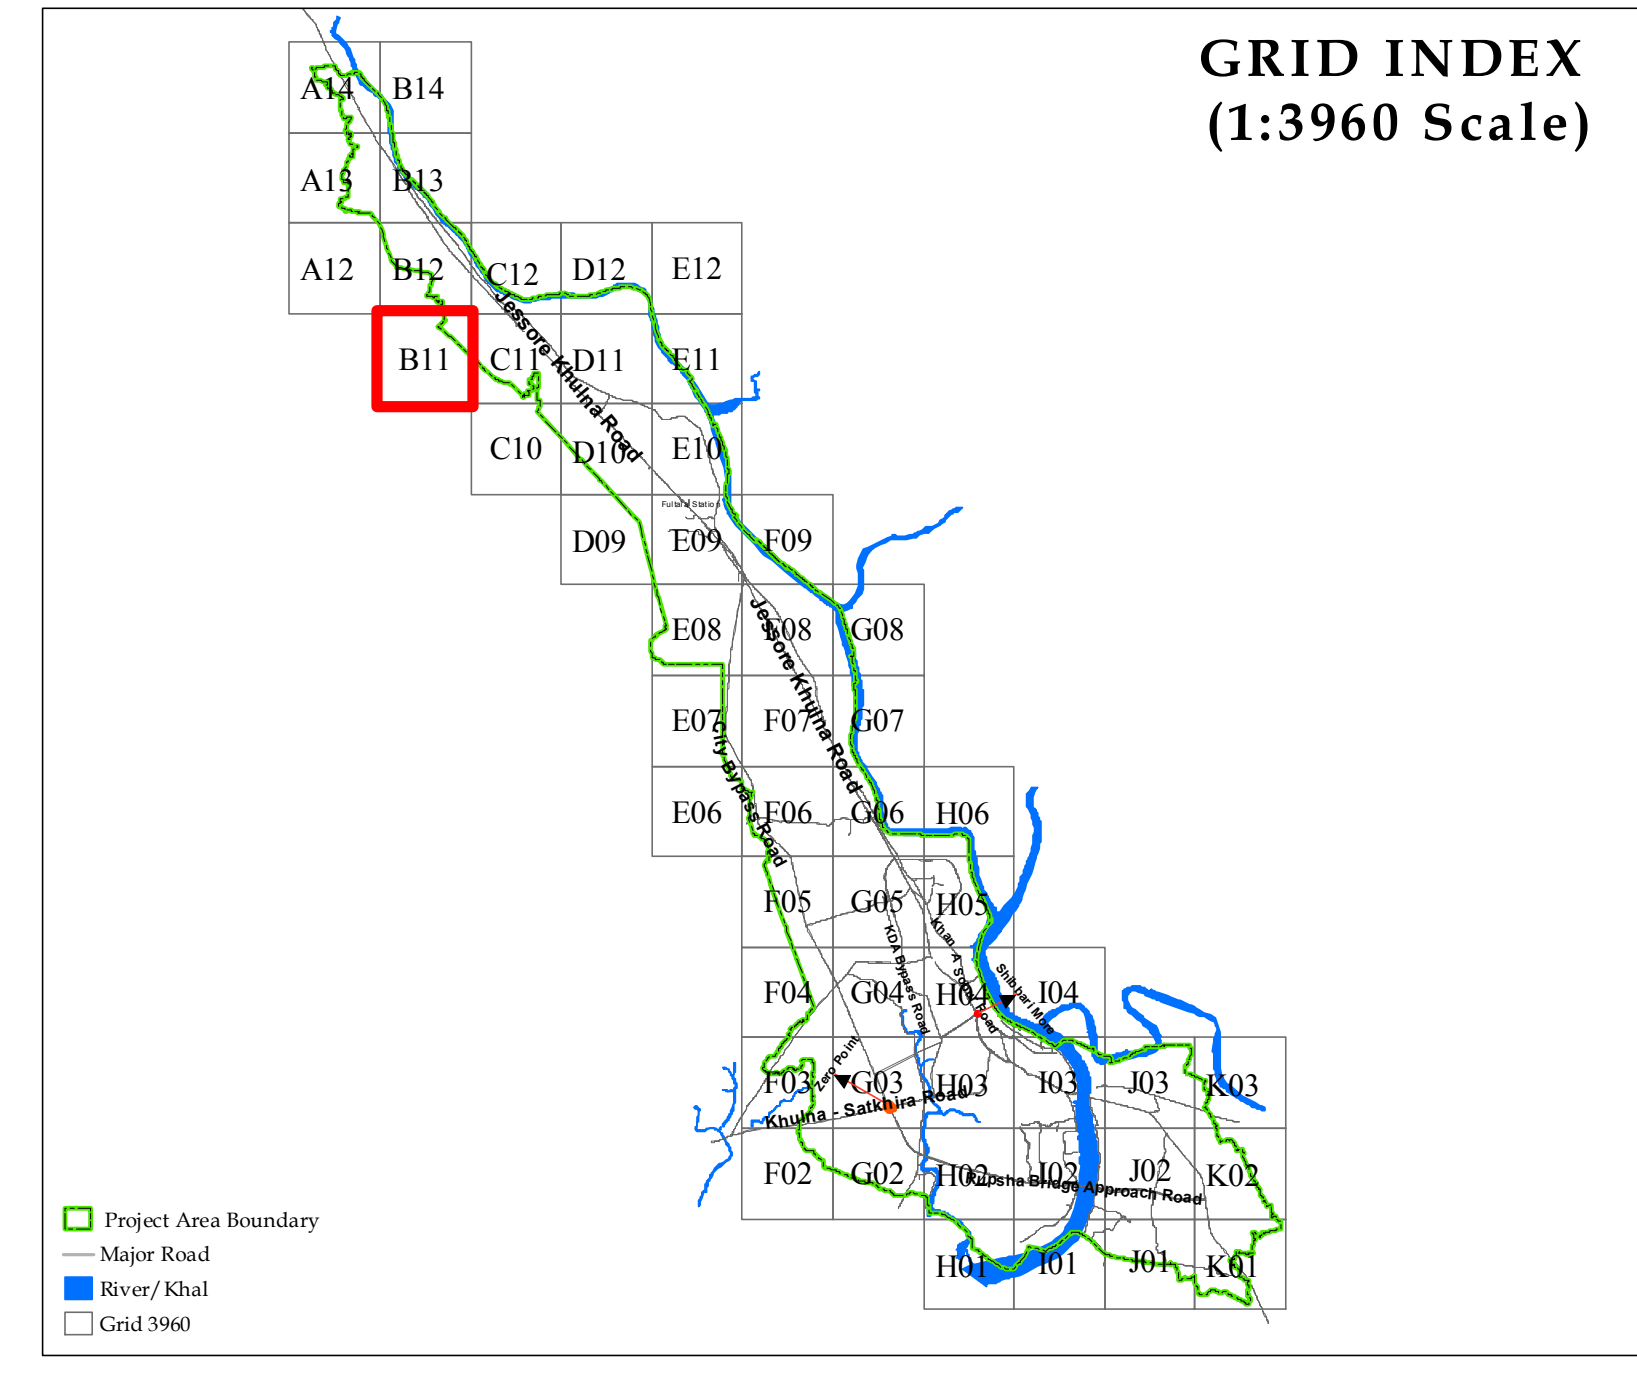 GRID INDEX
(1:3960 Scale)
A14
B14
A13
B13
A12
B12
C12
D12
E12
Jessore Khulna Road
B11
C11
D11
E11
C10
D10
E10
Fultala Station
D09
E09
F09
E08
F08
G08
Jessore Khulna Road
E07
F07
G07
City Bypass Road
E06
F06
G06
H06
F05
G05
H05
KDA Bypass Road
Khan A Sobur Road
Shibbari More
F04
G04
H04
I04
Zero Point
F03
G03
H03
I03
J03
K03
Khulna - Satkhira Road
F02
G02
H02
I02
J02
K02
Rupsha Bridge Approach Road
H01
I01
J01
K01
Project Area Boundary
Major Road
River/ Khal
Grid 3960